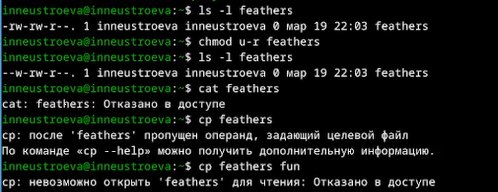 inneustroeva@inneustroeva:~$ ls -l feathers
-rw-rw-r--. 1 inneustroeva inneustroeva 0 мар 19 22:03 feathers
inneustroeva@inneustroeva:~$ chmod u-r feathers
inneustroeva@inneustroeva:~$ ls -l feathers
--w-rw-r--. 1 inneustroeva inneustroeva 0 мар 19 22:03 feathers
inneustroeva@inneustroeva:~$ cat feathers
cat: feathers: Отказано в доступе
inneustroeva@inneustroeva:~$ cp feathers
cp: после 'feathers' пропущен операнд, задающий целевой файл
По команде «cp --help» можно получить дополнительную информацию.
inneustroeva@inneustroeva:~$ cp feathers fun
cp: невозможно открыть 'feathers' для чтения: Отказано в доступе